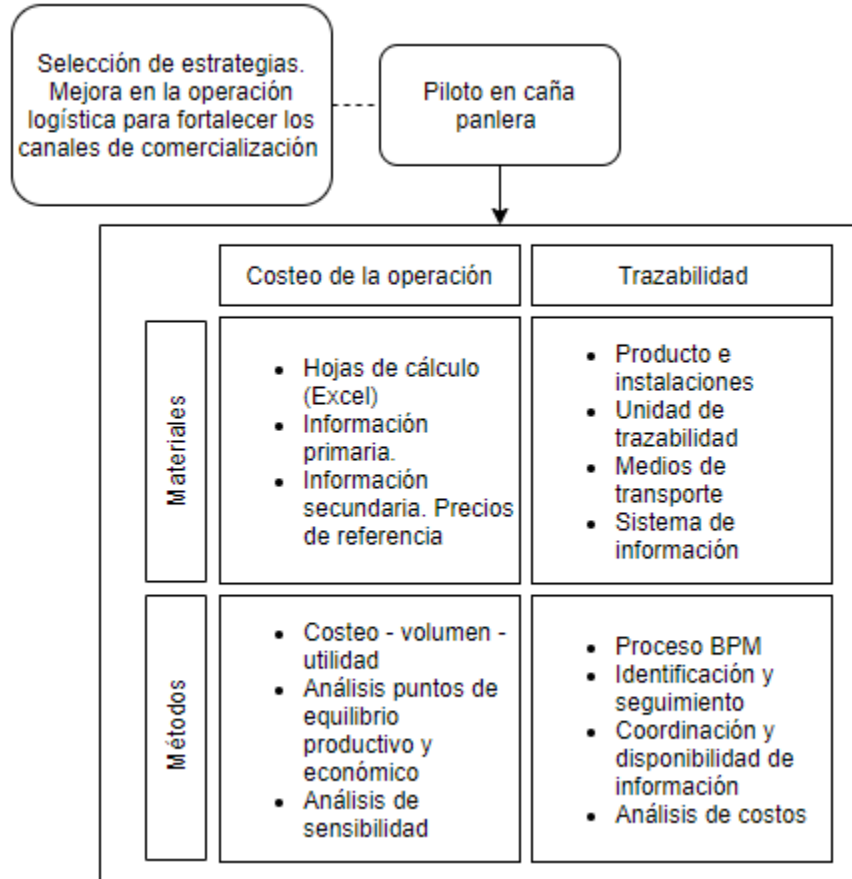 Selección de estrategias.
Mejora en la operación
logística para fortalecer los
canales de comercialización
Piloto en caña
panlera
Costeo de la operación
Trazabilidad
Materiales
• Hojas de cálculo
(Excel)
• Información
primaria.
• Información
secundaria. Precios
de referencia
• Producto e
instalaciones
• Unidad de
trazabilidad
• Medios de
transporte
• Sistema de
información
Métodos
• Costeo - volumen -
utilidad
• Análisis puntos de
equilibrio
productivo y
económico
• Análisis de
sensibilidad
• Proceso BPM
• Identificación y
seguimiento
• Coordinación y
disponibilidad de
información
• Análisis de costos